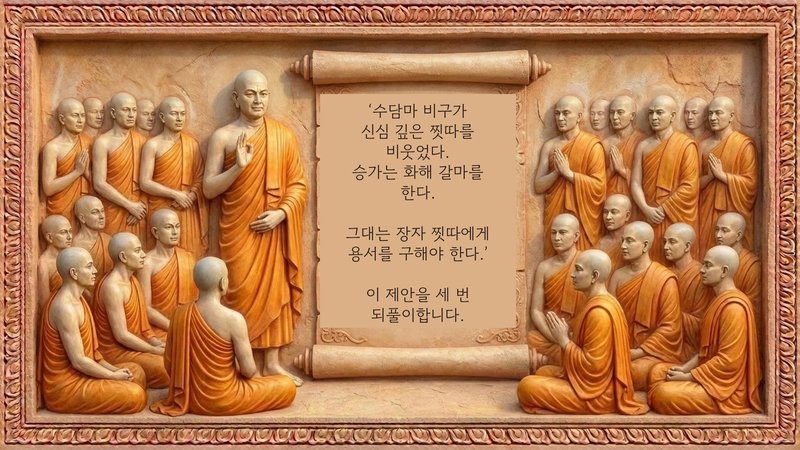 ‘수담마 비구가
신심 깊은 찟따를
비웃었다.
승가는 화해 갈마를
한다.
그대는 장자 찟따에게
용서를 구해야 한다.’
이 제안을 세 번
되풀이합니다.